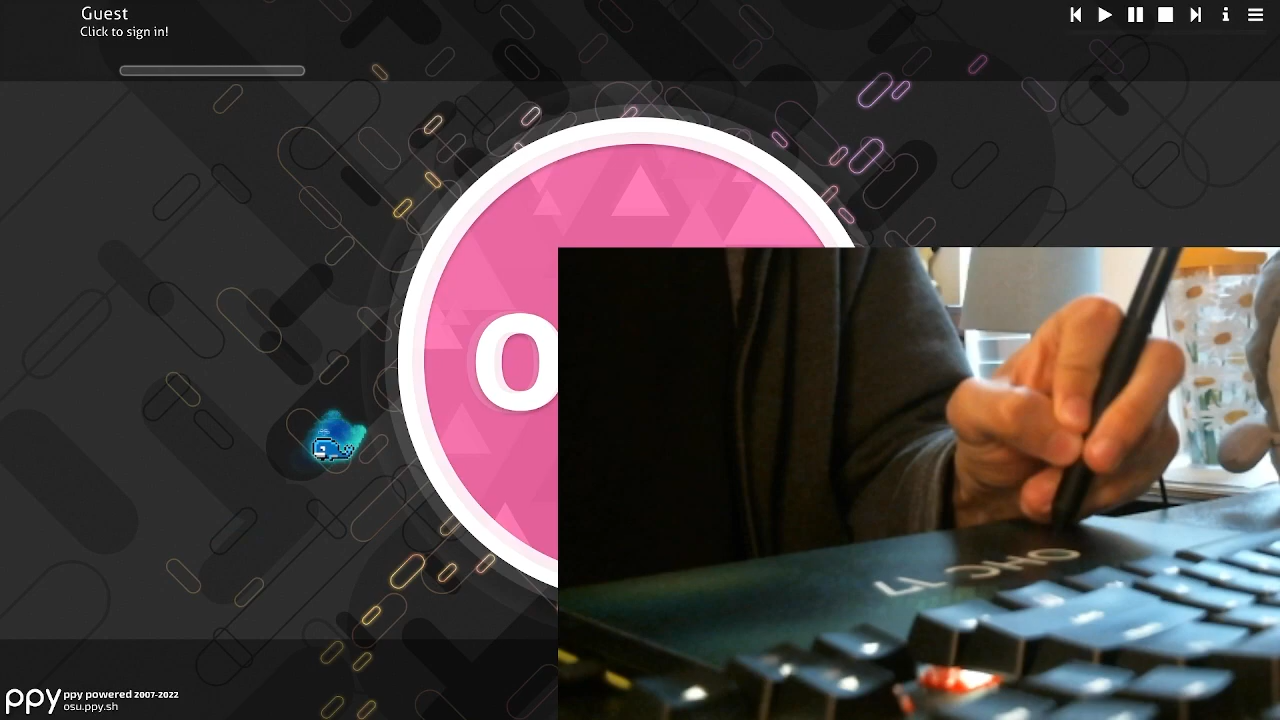 Guest
Click to sign in!
o
ppy
ppy powered 2007-2022
osu.ppy.sh